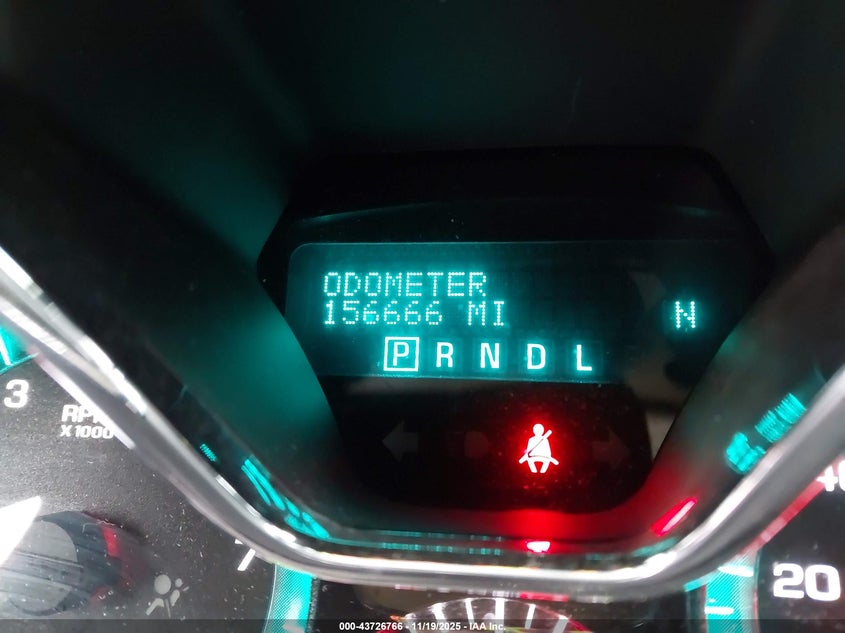 ODOMETER
156666 MI
N
P R N D L
3
RPM
X1000
20
000-43726766 - 11/19/2025 - IAA Inc.